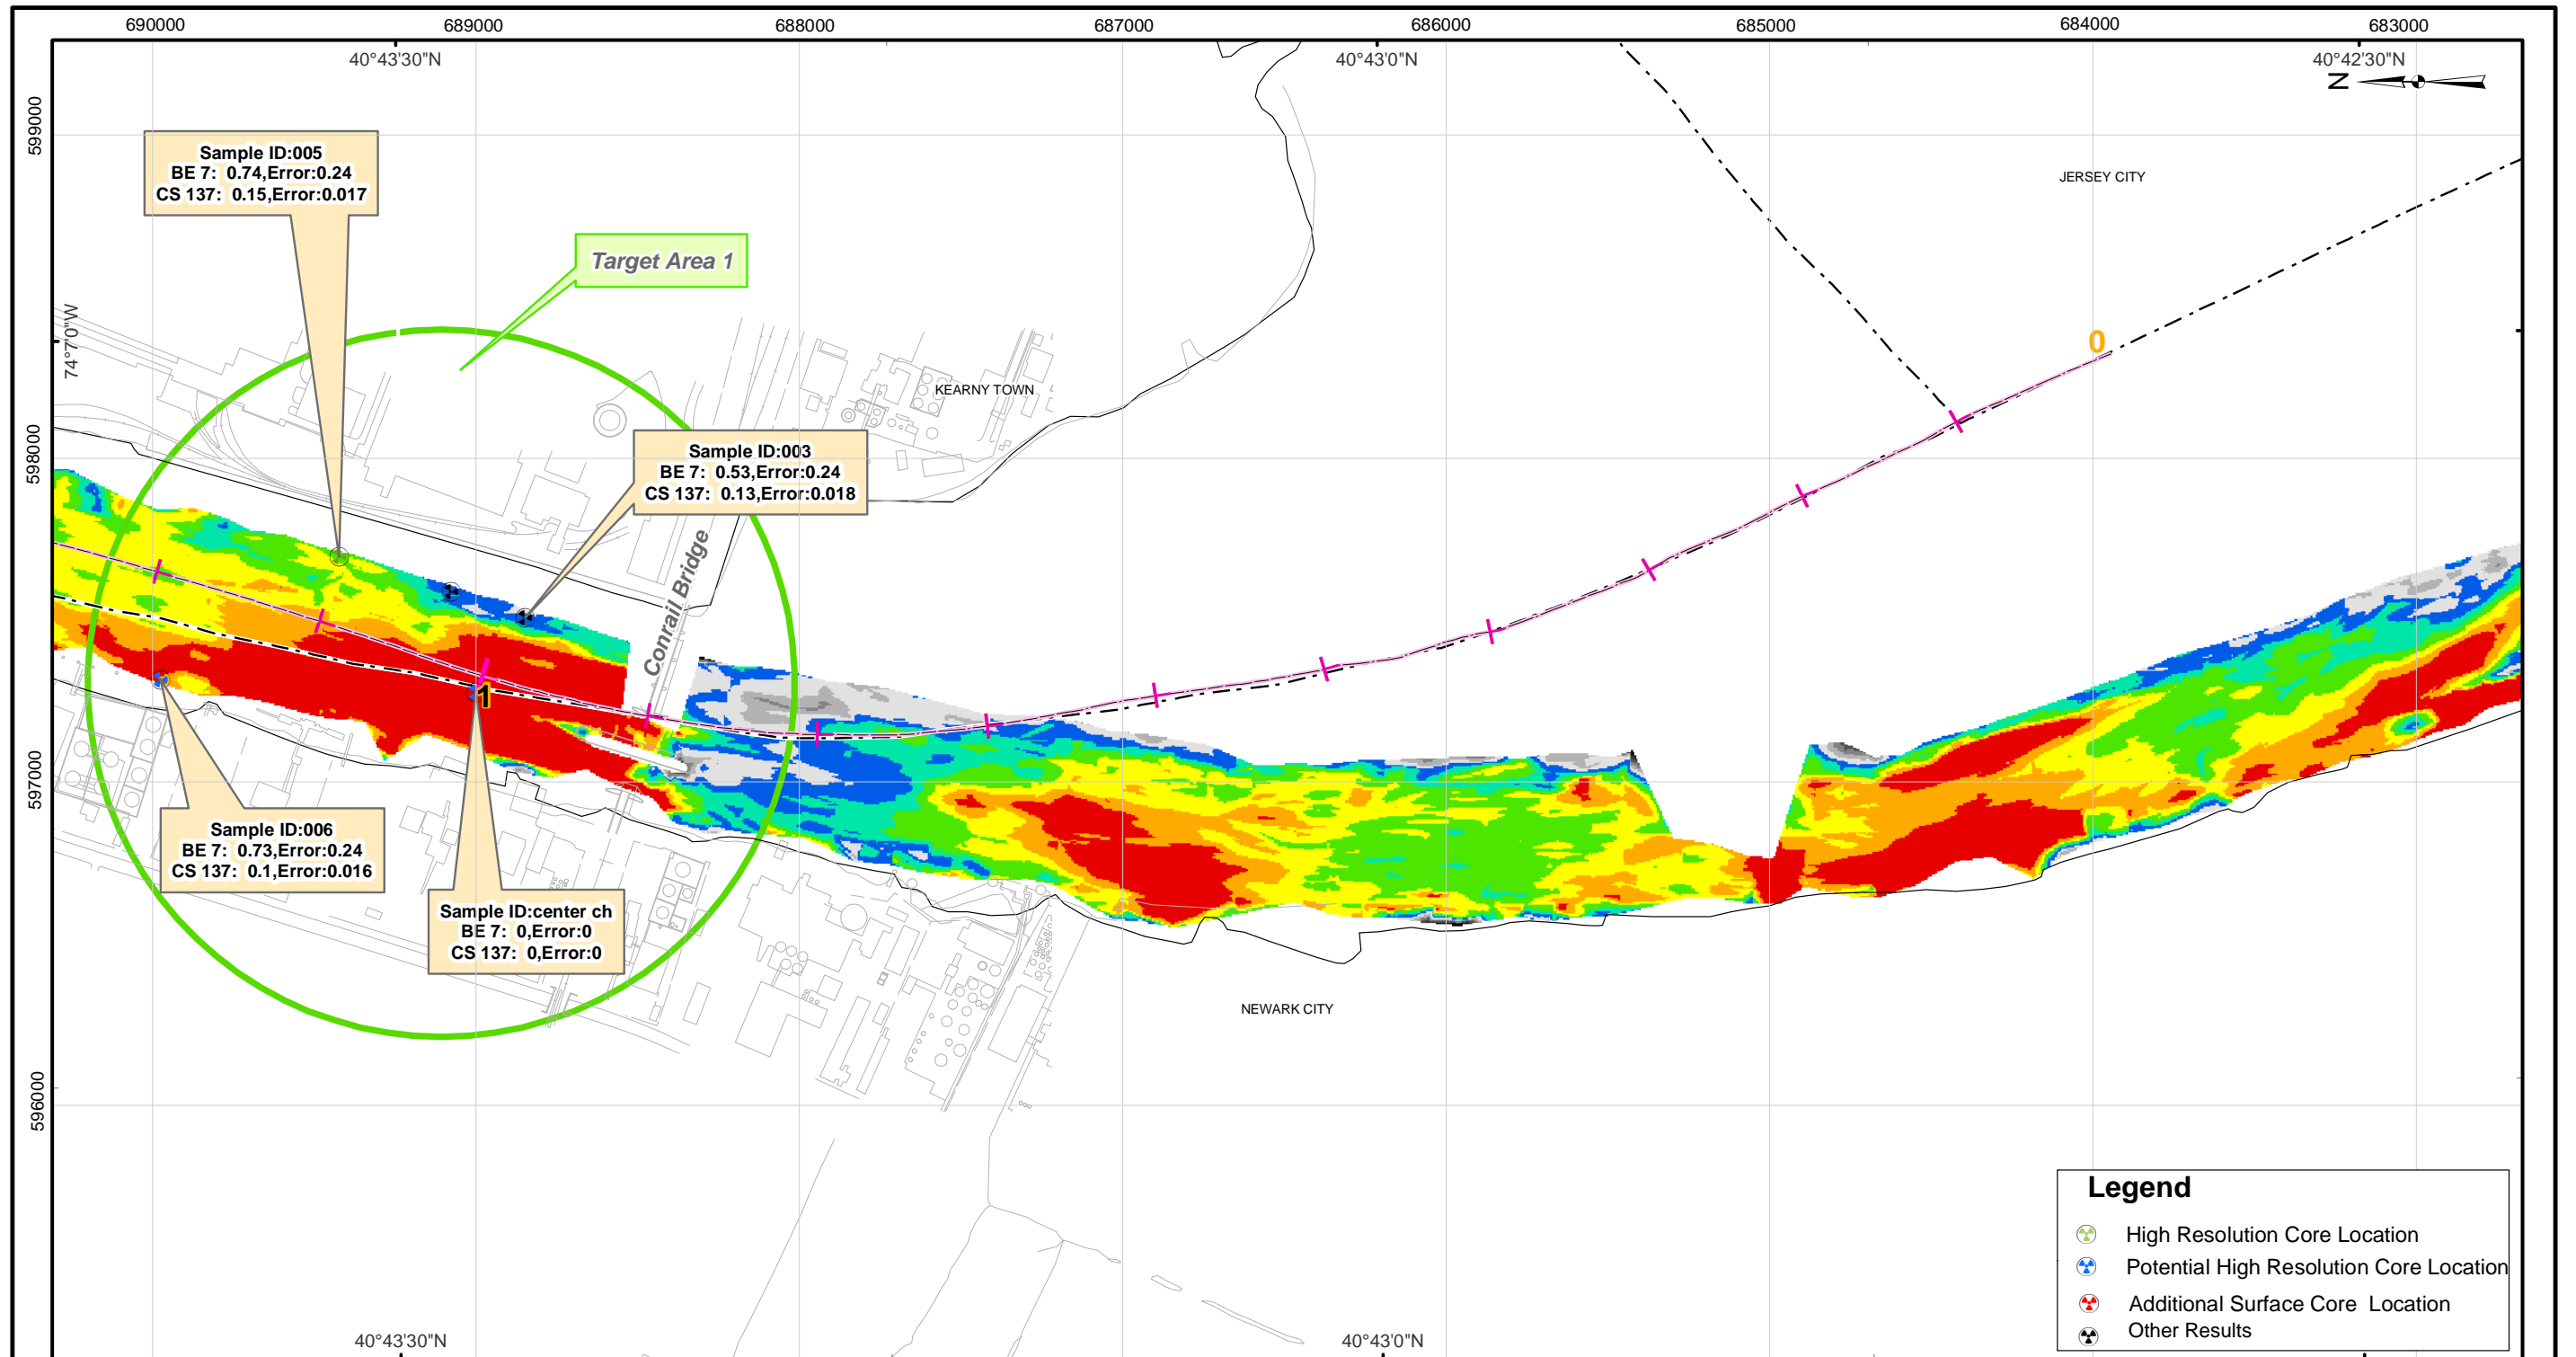 690000
689000
688000
687000
686000
685000
684000
683000
40°43'30"N
40°43'0"N
40°42'30"N
N
599000
598000
597000
596000
74°7'0"W
JERSEY CITY
Sample ID:005
BE 7:  0.74,Error:0.24
CS 137:  0.15,Error:0.017
Target Area 1
KEARNY TOWN
0
Sample ID:003
BE 7:  0.53,Error:0.24
CS 137:  0.13,Error:0.018
Conrail Bridge
1
Sample ID:006
BE 7:  0.73,Error:0.24
CS 137:  0.1,Error:0.016
Sample ID:center ch
BE 7:  0,Error:0
CS 137:  0,Error:0
NEWARK CITY
Legend
High Resolution Core Location
Potential High Resolution Core Location
Additional Surface Core  Location
Other Results
40°43'30"N
40°43'0"N